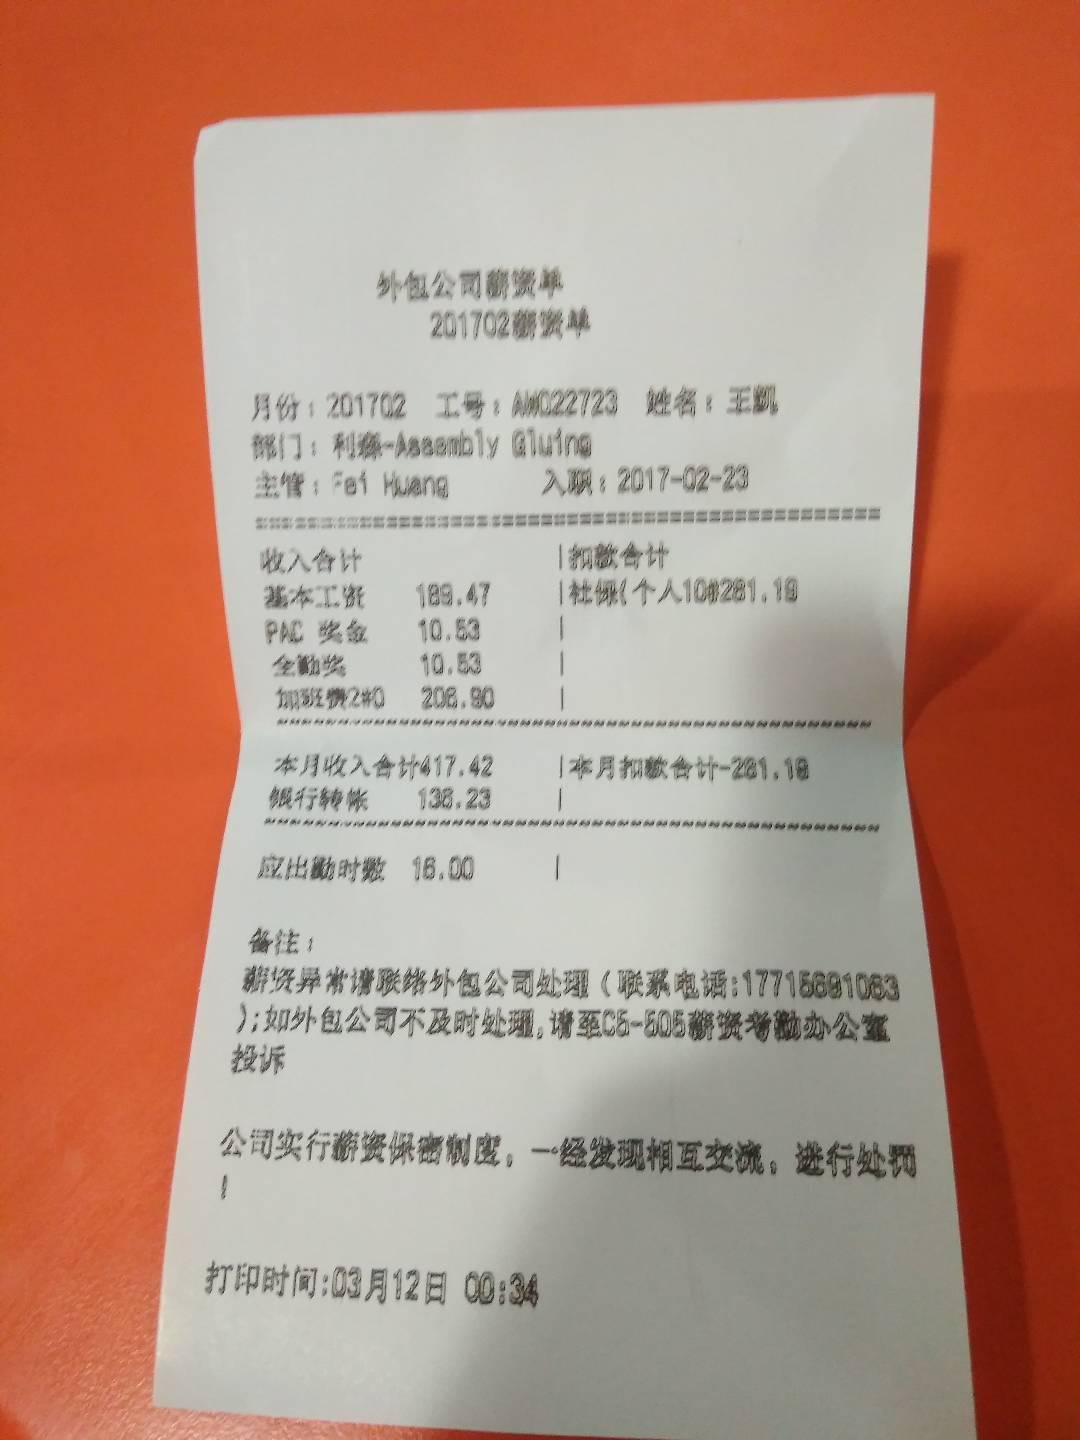 外包公司薪资单
201702薪资单
月份：201702 工号：AW022723 姓名：王凯
部门：利森-Assembly Gluing
主管：Fei Huang 入职：2017-02-23
收入合计 |扣款合计
基本工资 189.47 |社保(个人10#281.19
PAC 奖金 10.53 |
全勤奖 10.53 |
加班费2#0 206.90 |
本月收入合计417.42 |本月扣款合计-281.19
银行转帐 136.23 |
应出勤时数 16.00 |
备注：
薪资异常请联络外包公司处理（联系电话:17715691063
);如外包公司不及时处理,请至C5-505薪资考勤办公室
投诉
公司实行薪资保密制度，一经发现相互交流，进行处罚
！
打印时间:03月12日 00:34